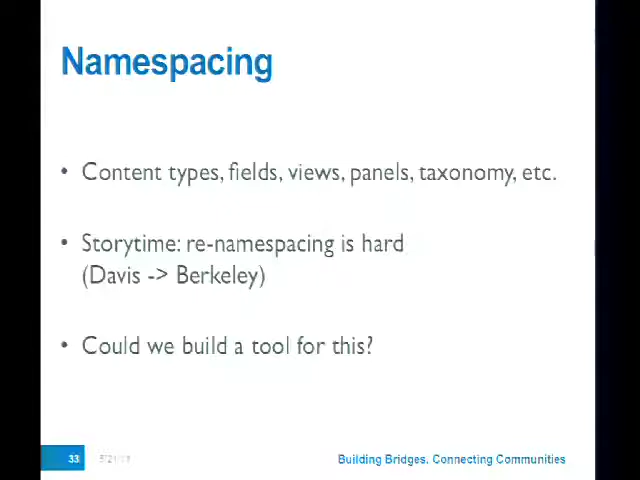 Namespacing
• Content types, fields, views, panels, taxonomy, etc.
• Storytime: re-namespacing is hard
(Davis -> Berkeley)
• Could we build a tool for this?
33
Building Bridges. Connecting Communities